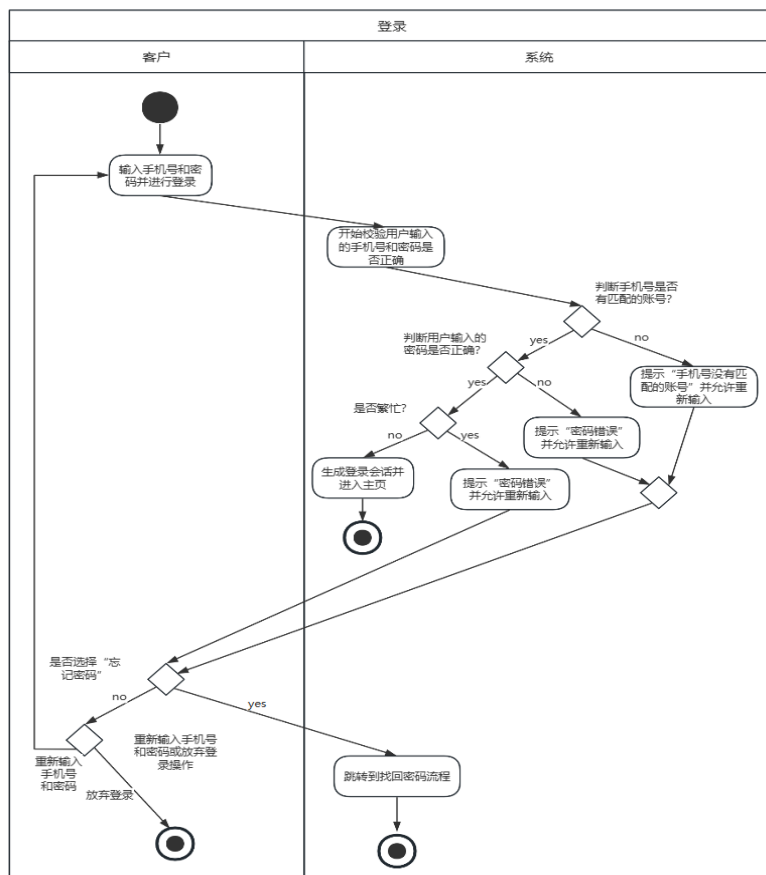 登录
客户
系统
输入手机号和密
码并进行登录
开始校验用户输入
的手机号和密码是
否正确
判断手机号是否
有匹配的账号？
yes
no
判断用户输入的
密码是否正确？
yes
no
提示“手机号没有匹
配的账号”并允许重
新输入
是否繁忙？
no
yes
提示“密码错误”
并允许重新输入
生成登录会话并
进入主页
提示“密码错误”
并允许重新输入
是否选择“忘
记密码”
no
yes
重新输入手机号
和密码或放弃登
录操作
重新输入
手机号
和密码
放弃登录
跳转到找回密码流程